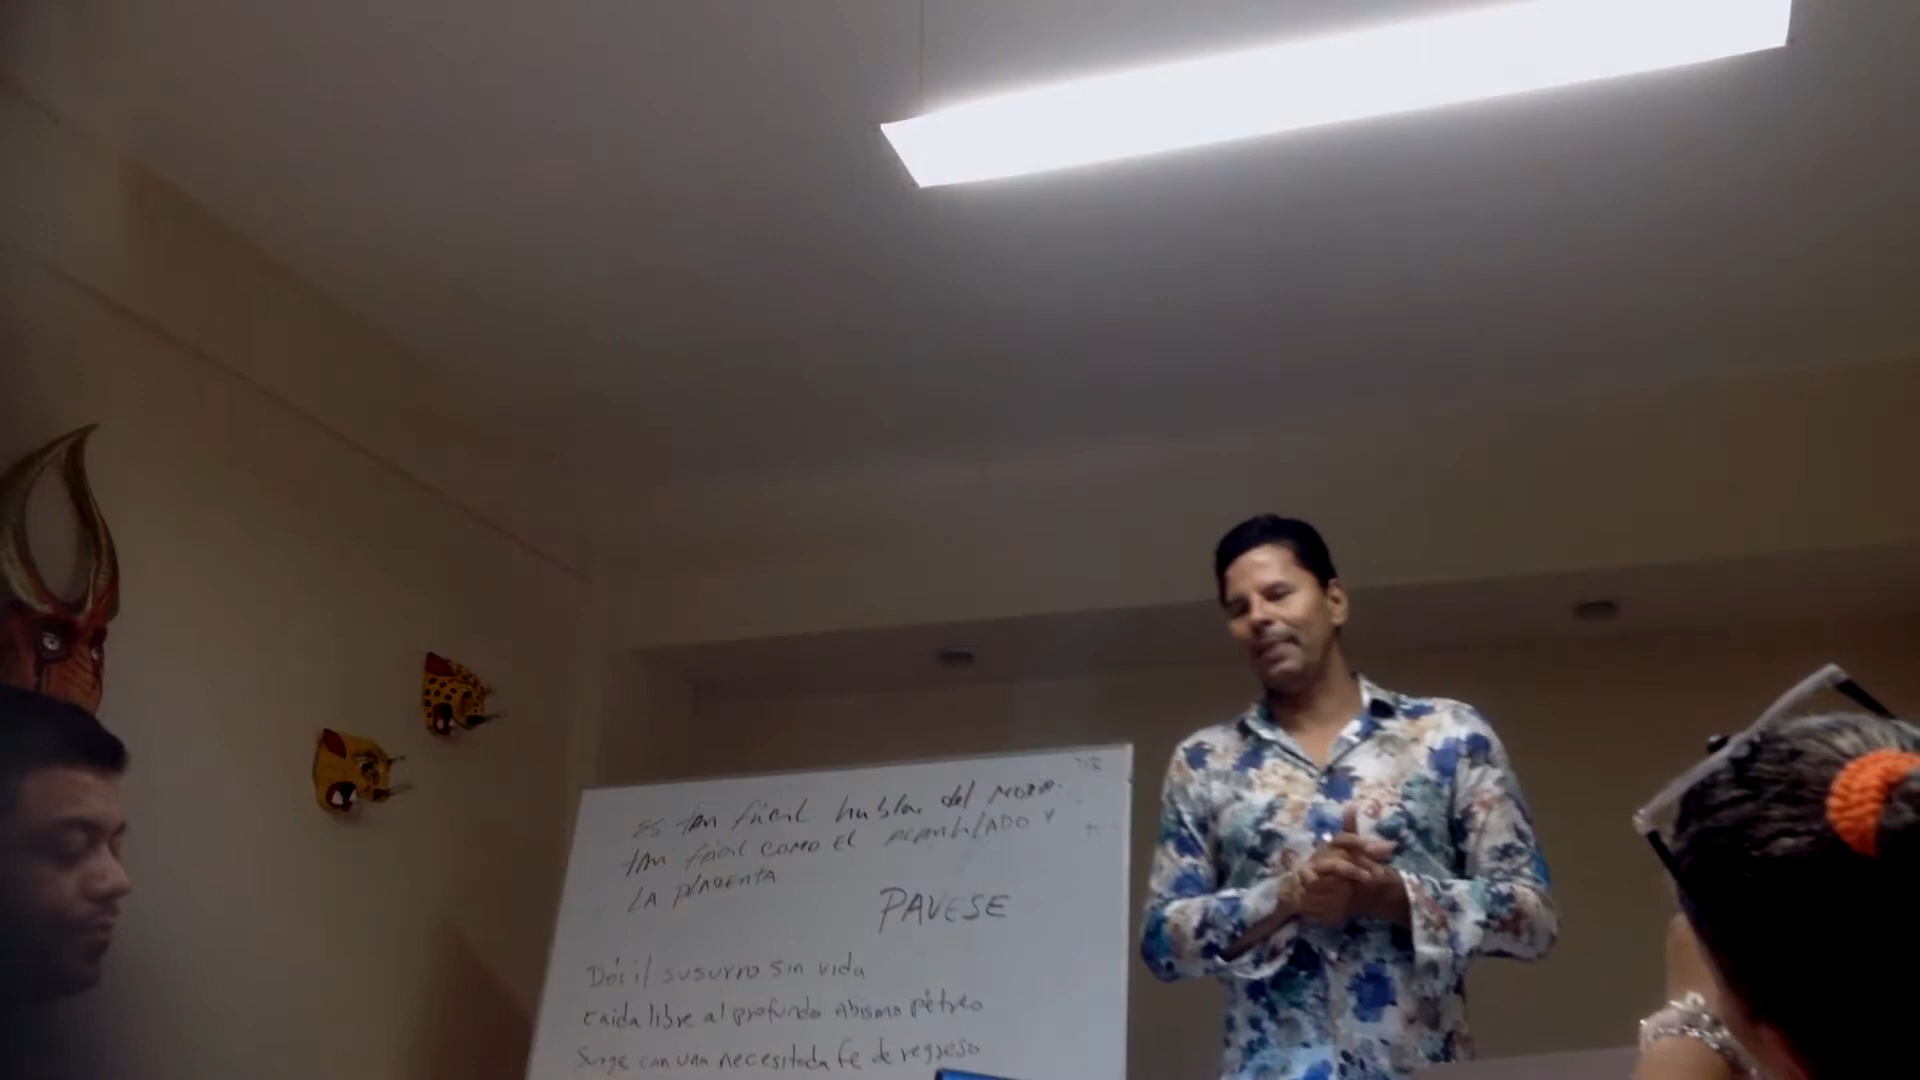 ES tan fácil hablar del MORIR
tan fácil COMO EL ACANTILADO Y
LA PLACENTA
PAVESE
Dócil susurro sin vida
Caida libre al profundo Abismo pétreo
Surge con una necesitada fe de regreso